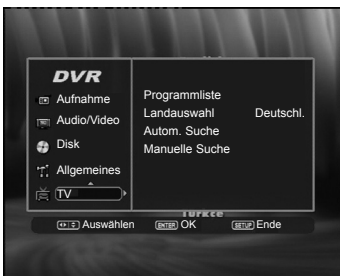 DVR
Aufnahme
Audio/Video
Disk
Allgemeines
TV
Programmliste
Landauswahl Deutschl.
Autom. Suche
Manuelle Suche
Türkçe
Auswählen ENTER OK SETUP Ende